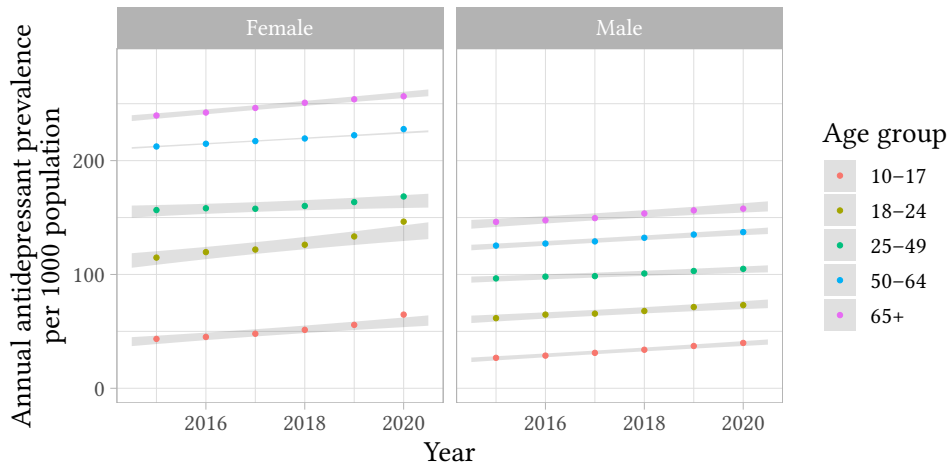 Female
Male
Annual antidepressant prevalence
per 1000 population
200
100
0
2016
2018
2020
2016
2018
2020
Year
Age group
10–17
18–24
25–49
50–64
65+